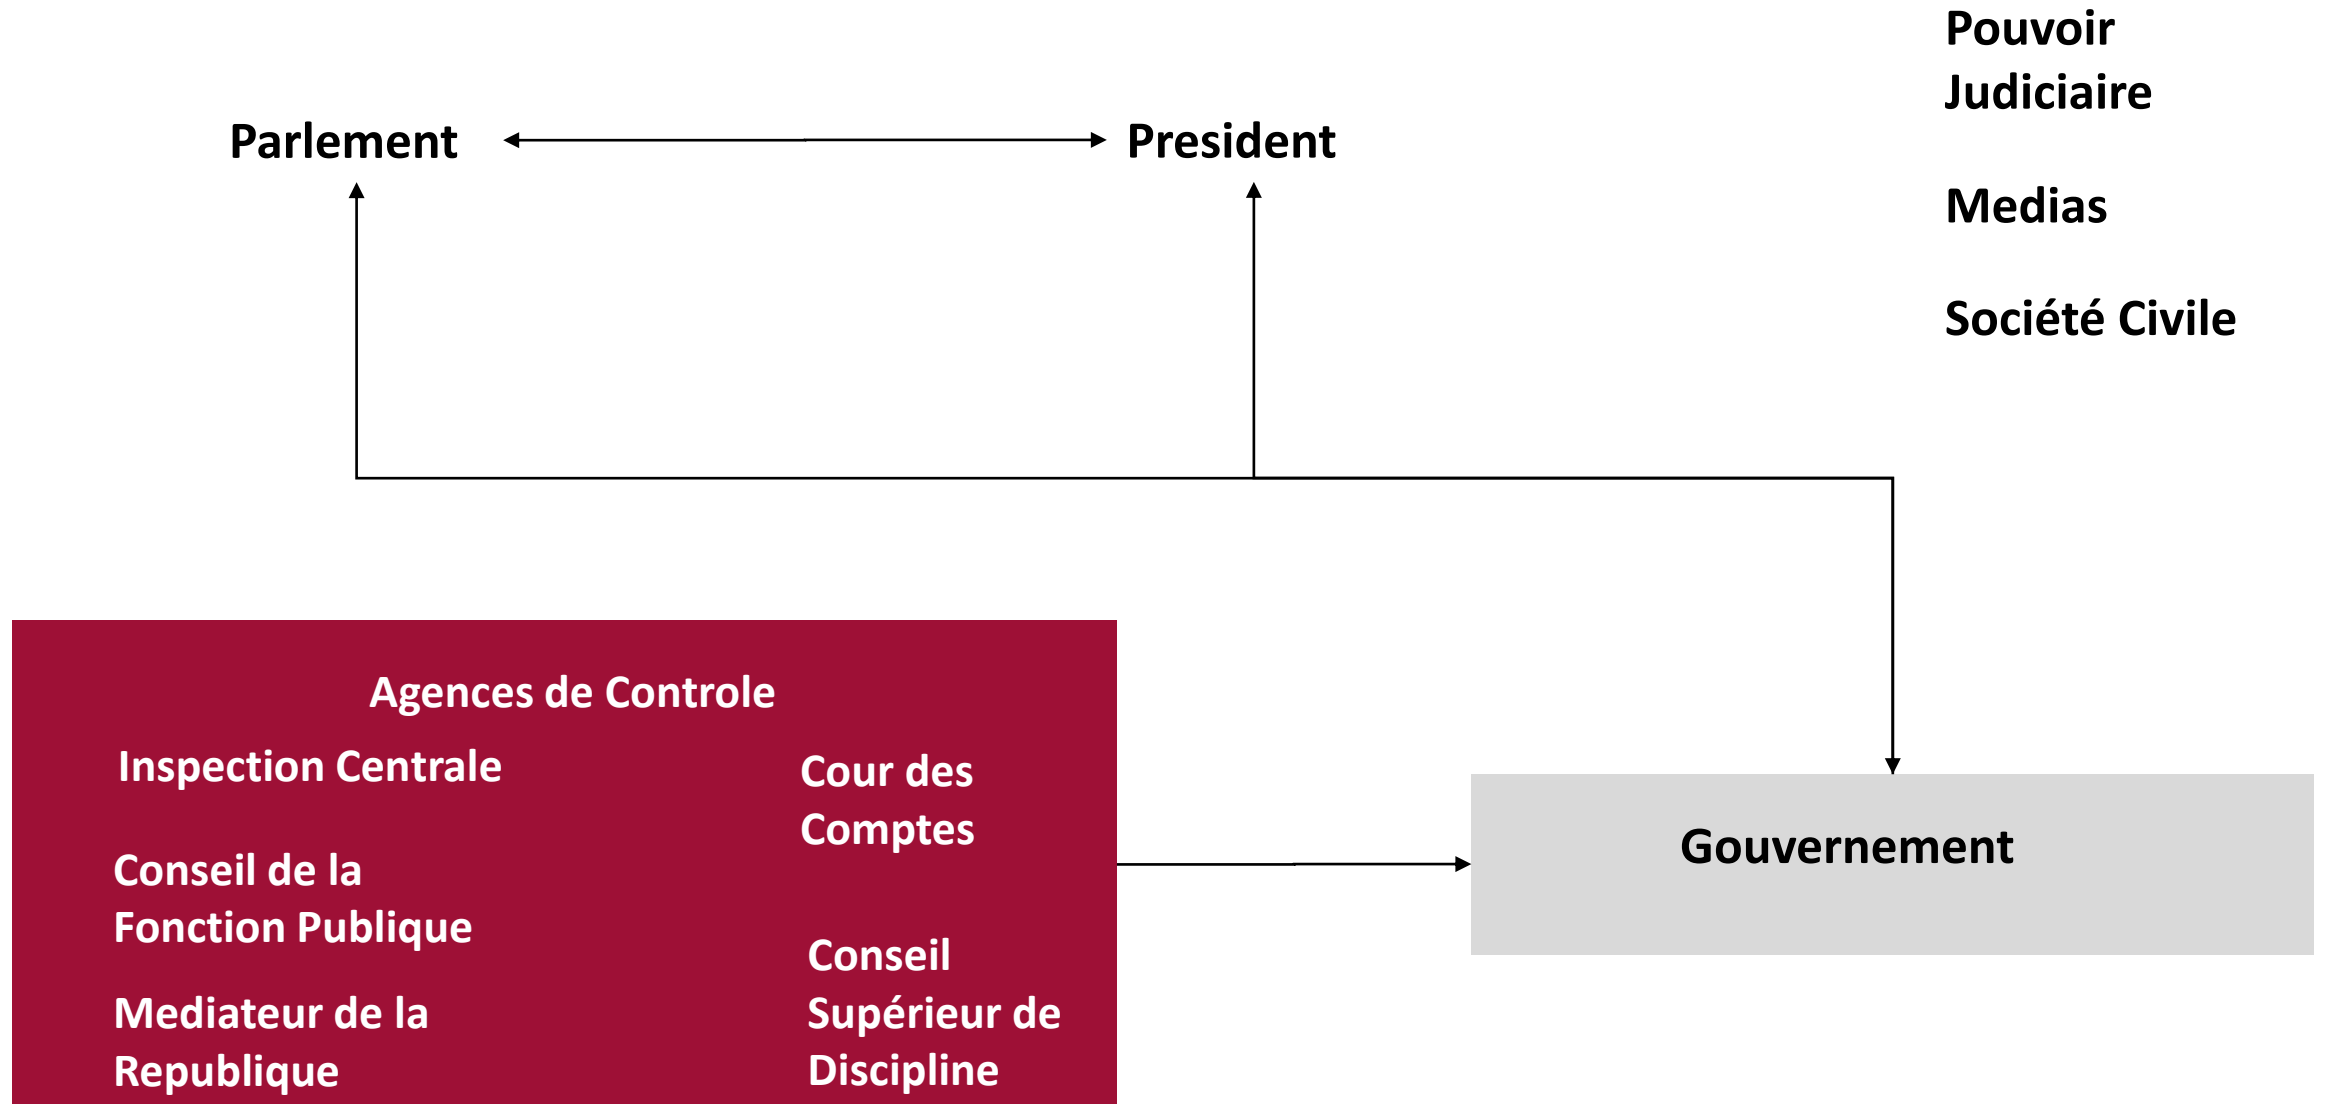 Pouvoir
Judiciaire
Parlement
President
Medias
Société Civile
Agences de Controle
Inspection Centrale
Cour des
Comptes
Conseil de la
Fonction Publique
Conseil
Supérieur de
Discipline
Mediateur de la
Republique
Gouvernement